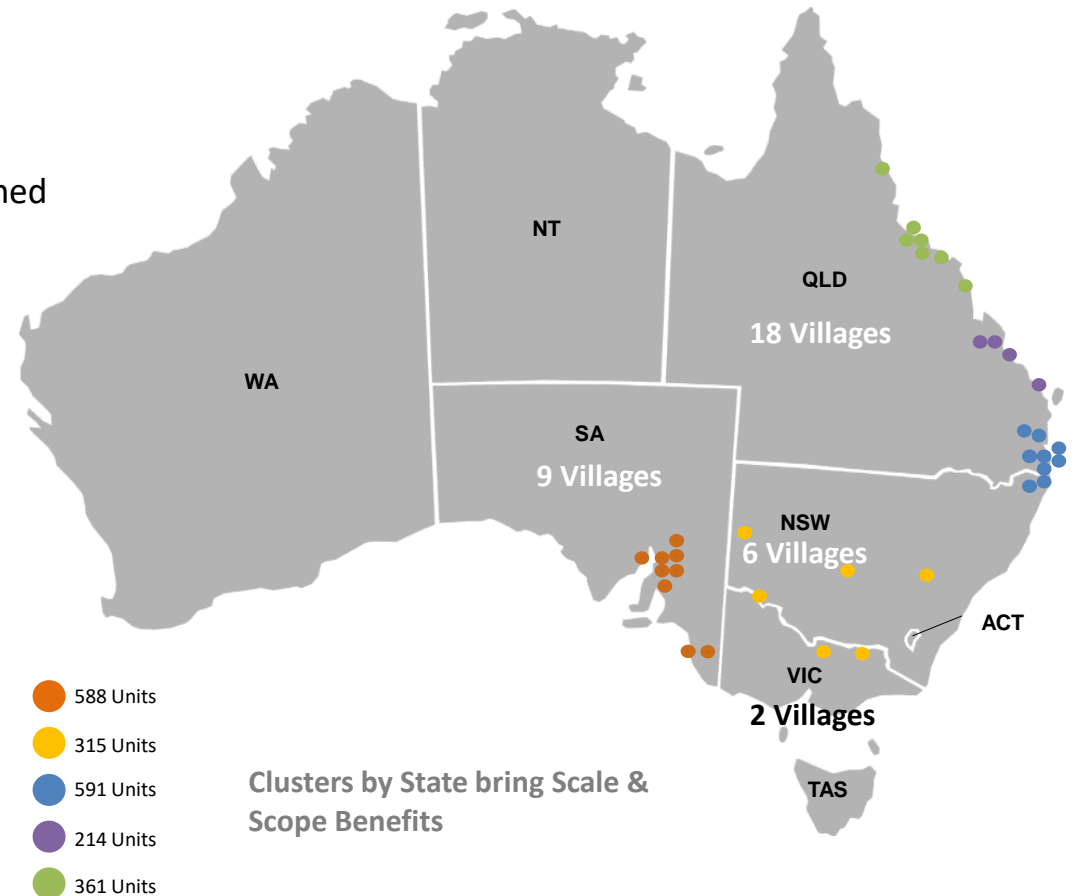 ned
NT
QLD
18 Villages
WA
SA
9 Villages
NSW
6 Villages
ACT
VIC
2 Villages
TAS
588 Units
315 Units
591 Units
214 Units
361 Units
Clusters by State bring Scale &
Scope Benefits